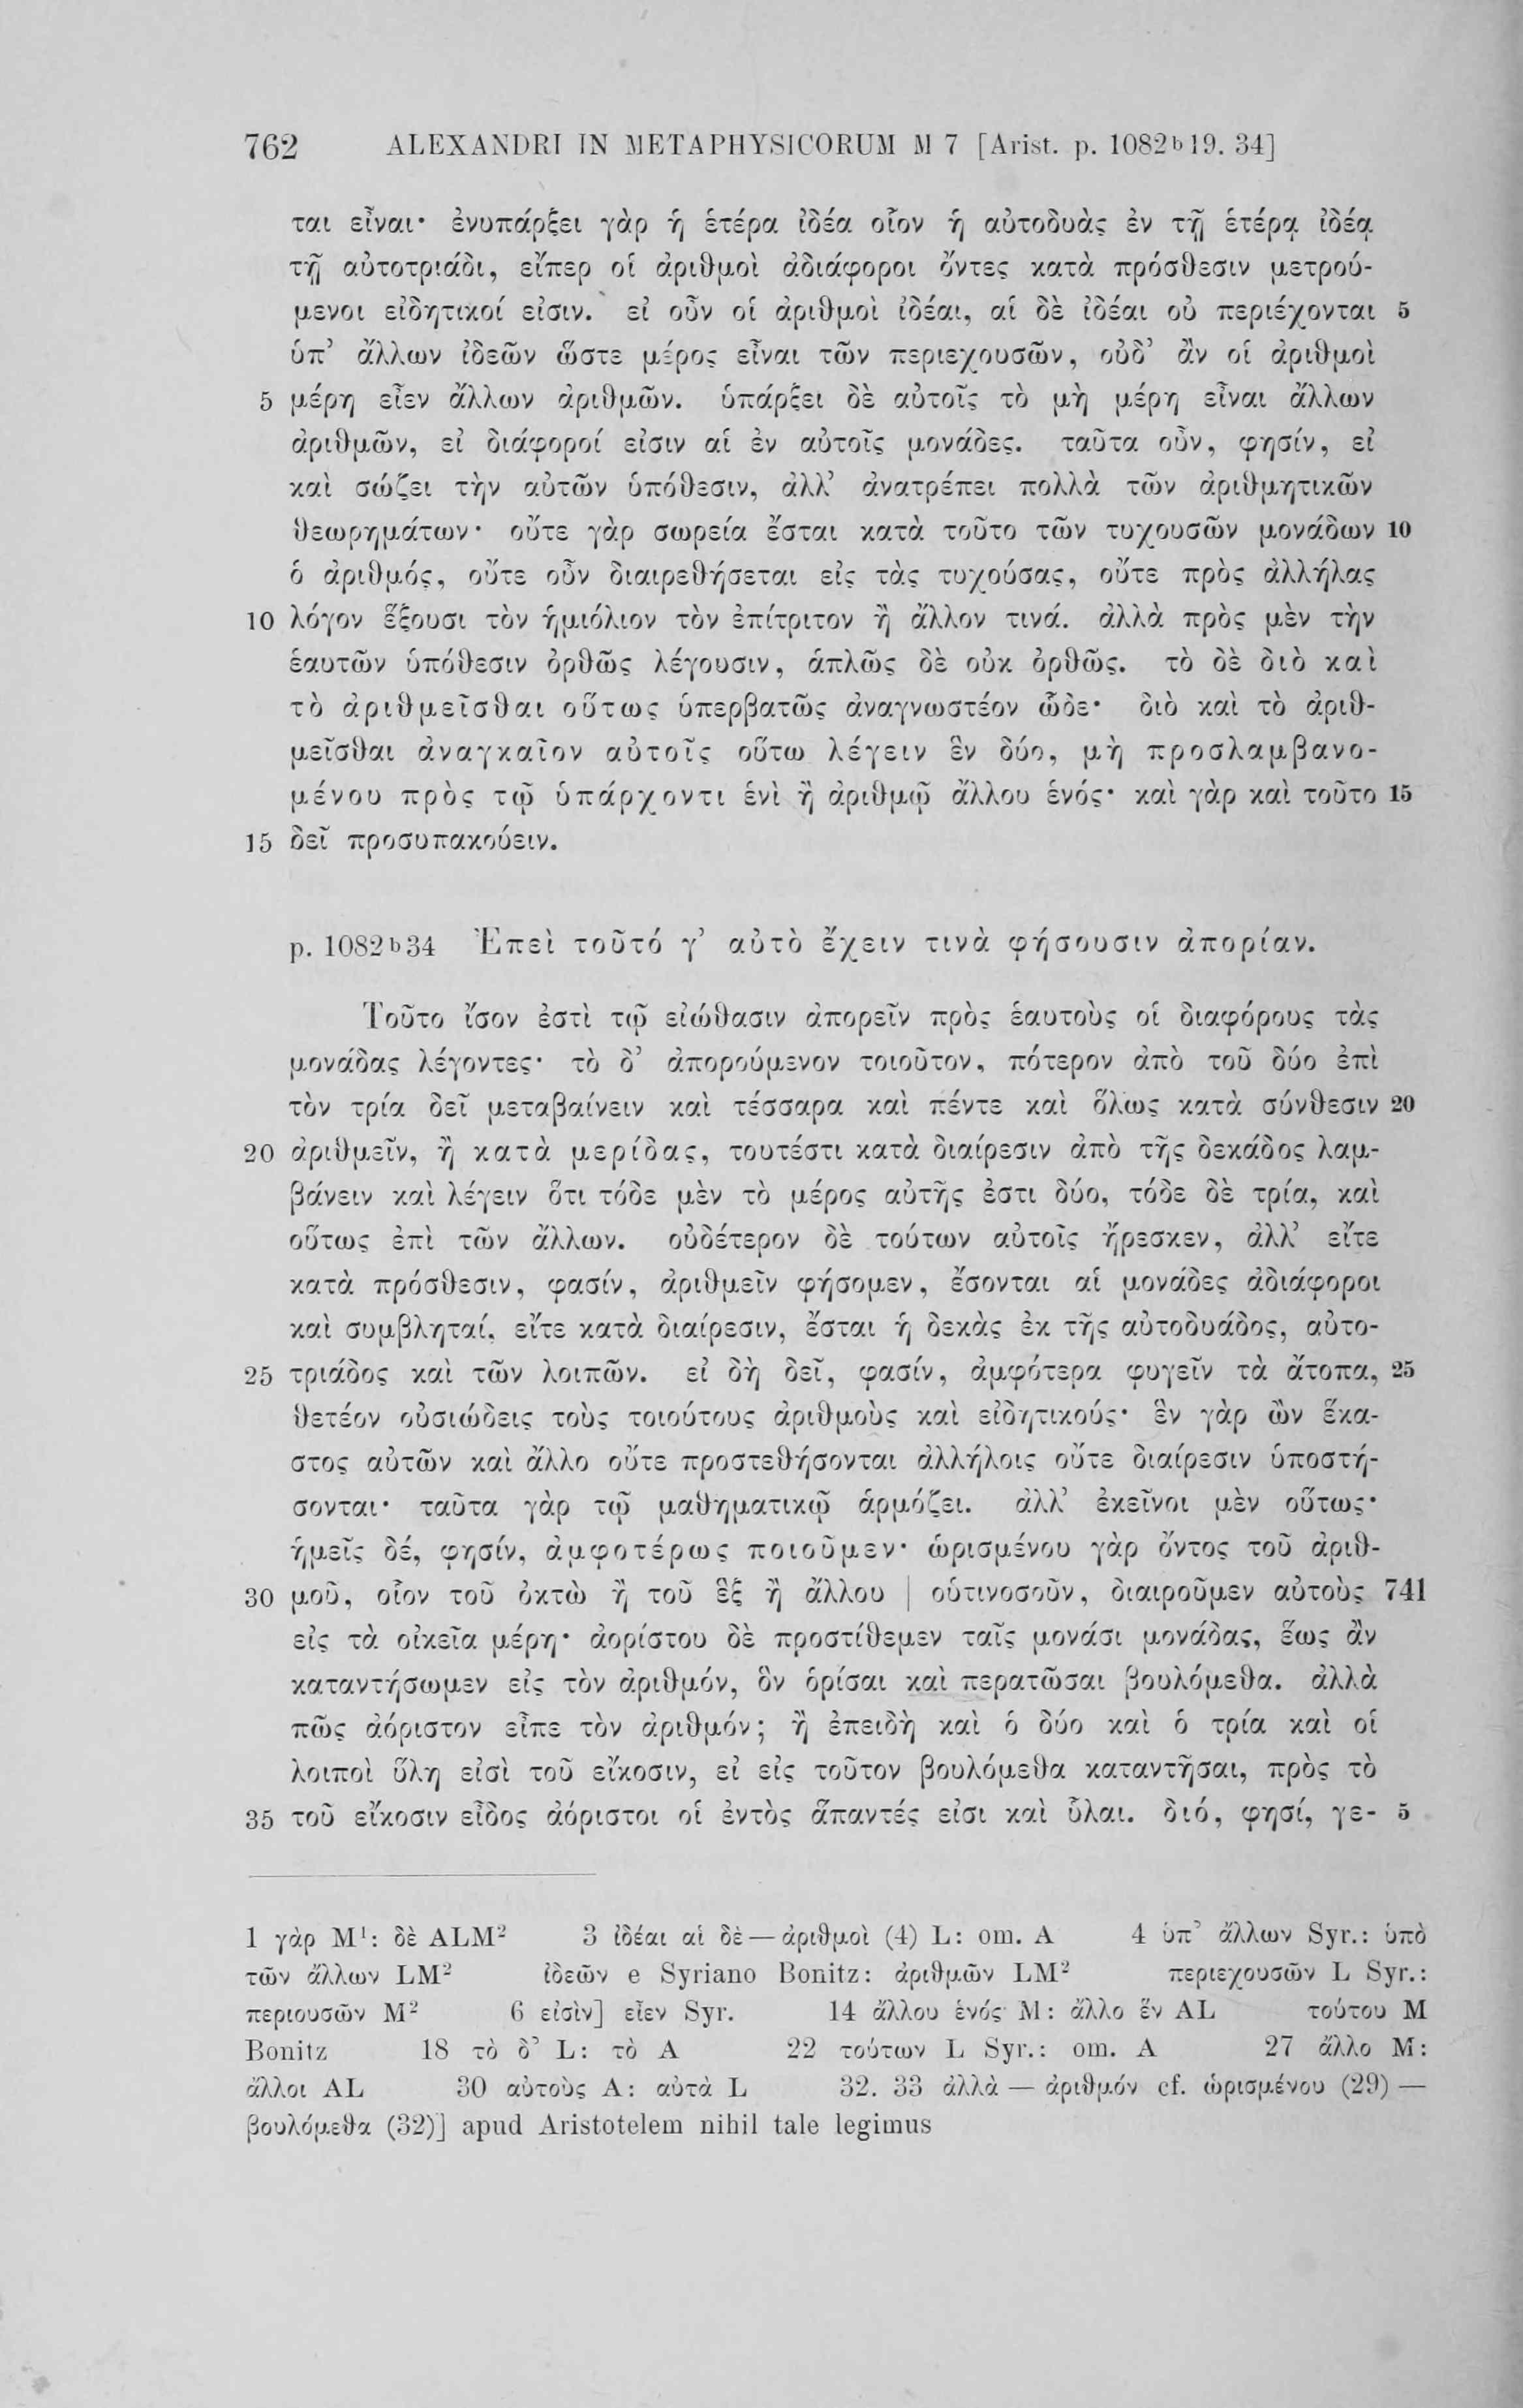 762 ALEXANDRI IN METAPHYSICORUM M 7 [Arist. p. 1082ᵇ19. 34]
ται εἶναι· ἐνυπάρξει γὰρ ἡ ἑτέρα ἰδέα οἷον ἡ αὐτοδυὰς ἐν τῇ ἑτέρᾳ ἰδέᾳ
τῇ αὐτοτριάδι, εἴπερ οἱ ἀριθμοὶ ἀδιάφοροι ὄντες κατὰ πρόσθεσιν μετρού-
μενοι εἰδητικοί εἰσιν. εἰ οὖν οἱ ἀριθμοὶ ἰδέαι, αἱ δὲ ἰδέαι οὐ περιέχονται 5
ὑπ’ ἄλλων ἰδεῶν ὥστε μέρος εἶναι τῶν περιεχουσῶν, οὐδ’ ἂν οἱ ἀριθμοὶ
5 μέρη εἶεν ἄλλων ἀριθμῶν. ὑπάρξει δὲ αὐτοῖς τὸ μὴ μέρη εἶναι ἄλλων
ἀριθμῶν, εἰ διάφοροί εἰσιν αἱ ἐν αὐτοῖς μονάδες. ταῦτα οὖν, φησίν, εἰ
καὶ σώζει τὴν αὐτῶν ὑπόθεσιν, ἀλλ’ ἀνατρέπει πολλὰ τῶν ἀριθμητικῶν
θεωρημάτων· οὔτε γὰρ σωρεία ἔσται κατὰ τοῦτο τῶν τυχουσῶν μονάδων 10
ὁ ἀριθμός, οὔτε οὖν διαιρεθήσεται εἰς τὰς τυχούσας, οὔτε πρὸς ἀλλήλας
10 λόγον ἕξουσι τὸν ἡμιόλιον τὸν ἐπίτριτον ἢ ἄλλον τινά. ἀλλὰ πρὸς μὲν τὴν
ἑαυτῶν ὑπόθεσιν ὀρθῶς λέγουσιν, ἁπλῶς δὲ οὐκ ὀρθῶς. τὸ δὲ διὸ καὶ
τὸ ἀριθμεῖσθαι οὕτως ὑπερβατῶς ἀναγνωστέον ὧδε· διὸ καὶ τὸ ἀριθ-
μεῖσθαι ἀναγκαῖον αὐτοῖς οὕτω λέγειν ἓν δύο, μὴ προσλαμβανο-
μένου πρὸς τῷ ὑπάρχοντι ἑνὶ ἢ ἀριθμῷ ἄλλου ἑνός· καὶ γὰρ καὶ τοῦτο 15
15 δεῖ προσυπακούειν.
p. 1082ᵇ34 Ἐπεὶ τοῦτό γ’ αὐτὸ ἔχειν τινὰ φήσουσιν ἀπορίαν.
Τοῦτο ἴσον ἐστὶ τῷ εἰώθασιν ἀπορεῖν πρὸς ἑαυτοὺς οἱ διαφόρους τὰς
μονάδας λέγοντες· τὸ δ’ ἀπορούμενον τοιοῦτον, πότερον ἀπὸ τοῦ δύο ἐπὶ
τὸν τρία δεῖ μεταβαίνειν καὶ τέσσαρα καὶ πέντε καὶ ὅλως κατὰ σύνθεσιν 20
20 ἀριθμεῖν, ἢ κατὰ μερίδας, τουτέστι κατὰ διαίρεσιν ἀπὸ τῆς δεκάδος λαμ-
βάνειν καὶ λέγειν ὅτι τόδε μὲν τὸ μέρος αὐτῆς ἐστι δύο, τόδε δὲ τρία, καὶ
οὕτως ἐπὶ τῶν ἄλλων. οὐδέτερον δὲ τούτων αὐτοῖς ἤρεσκεν, ἀλλ’ εἴτε
κατὰ πρόσθεσιν, φασίν, ἀριθμεῖν φήσομεν, ἔσονται αἱ μονάδες ἀδιάφοροι
καὶ συμβληταί, εἴτε κατὰ διαίρεσιν, ἔσται ἡ δεκὰς ἐκ τῆς αὐτοδυάδος, αὐτο-
25 τριάδος καὶ τῶν λοιπῶν. εἰ δὴ δεῖ, φασίν, ἀμφότερα φυγεῖν τὰ ἄτοπα, 25
θετέον οὐσιώδεις τοὺς τοιούτους ἀριθμοὺς καὶ εἰδητικούς· ἓν γὰρ ὢν ἕκα-
στος αὐτῶν καὶ ἄλλο οὔτε προστεθήσονται ἀλλήλοις οὔτε διαίρεσιν ὑποστή-
σονται· ταῦτα γὰρ τῷ μαθηματικῷ ἁρμόζει. ἀλλ’ ἐκεῖνοι μὲν οὕτως·
ἡμεῖς δέ, φησίν, ἀμφοτέρως ποιοῦμεν· ὡρισμένου γὰρ ὄντος τοῦ ἀριθ-
30 μοῦ, οἷον τοῦ ὀκτὼ ἢ τοῦ ἓξ ἢ ἄλλου | οὑτινοσοῦν, διαιροῦμεν αὐτοὺς 741
εἰς τὰ οἰκεῖα μέρη· ἀορίστου δὲ προστίθεμεν ταῖς μονάσι μονάδας, ἕως ἂν
καταντήσωμεν εἰς τὸν ἀριθμόν, ὃν ὁρίσαι καὶ περατῶσαι βουλόμεθα. ἀλλὰ
πῶς ἀόριστον εἶπε τὸν ἀριθμόν; ἢ ἐπειδὴ καὶ ὁ δύο καὶ ὁ τρία καὶ οἱ
λοιποὶ ὕλη εἰσὶ τοῦ εἴκοσιν, εἰ εἰς τοῦτον βουλόμεθα καταντῆσαι, πρὸς τὸ
35 τοῦ εἴκοσιν εἶδος ἀόριστοι οἱ ἐντὸς ἅπαντές εἰσι καὶ ὗλαι. διό, φησί, γε- 5
1 γὰρ M¹: δὲ ALM² 3 ἰδέαι αἱ δὲ — ἀριθμοὶ (4) L: om. A 4 ὑπ’ ἄλλων Syr.: ὑπὸ
τῶν ἄλλων LM² ἰδεῶν e Syriano Bonitz: ἀριθμῶν LM² περιεχουσῶν L Syr.:
περιουσῶν M² 6 εἰσὶν] εἶεν Syr. 14 ἄλλου ἑνός M: ἄλλο ἕν AL τούτου M
Bonitz 18 τὸ δ’ L: τὸ A 22 τούτων L Syr.: om. A 27 ἄλλο M:
ἄλλοι AL 30 αὐτοὺς A: αὐτὰ L 32. 33 ἀλλὰ — ἀριθμόν cf. ὡρισμένου (29) —
βουλόμεθα (32)] apud Aristotelem nihil tale legimus